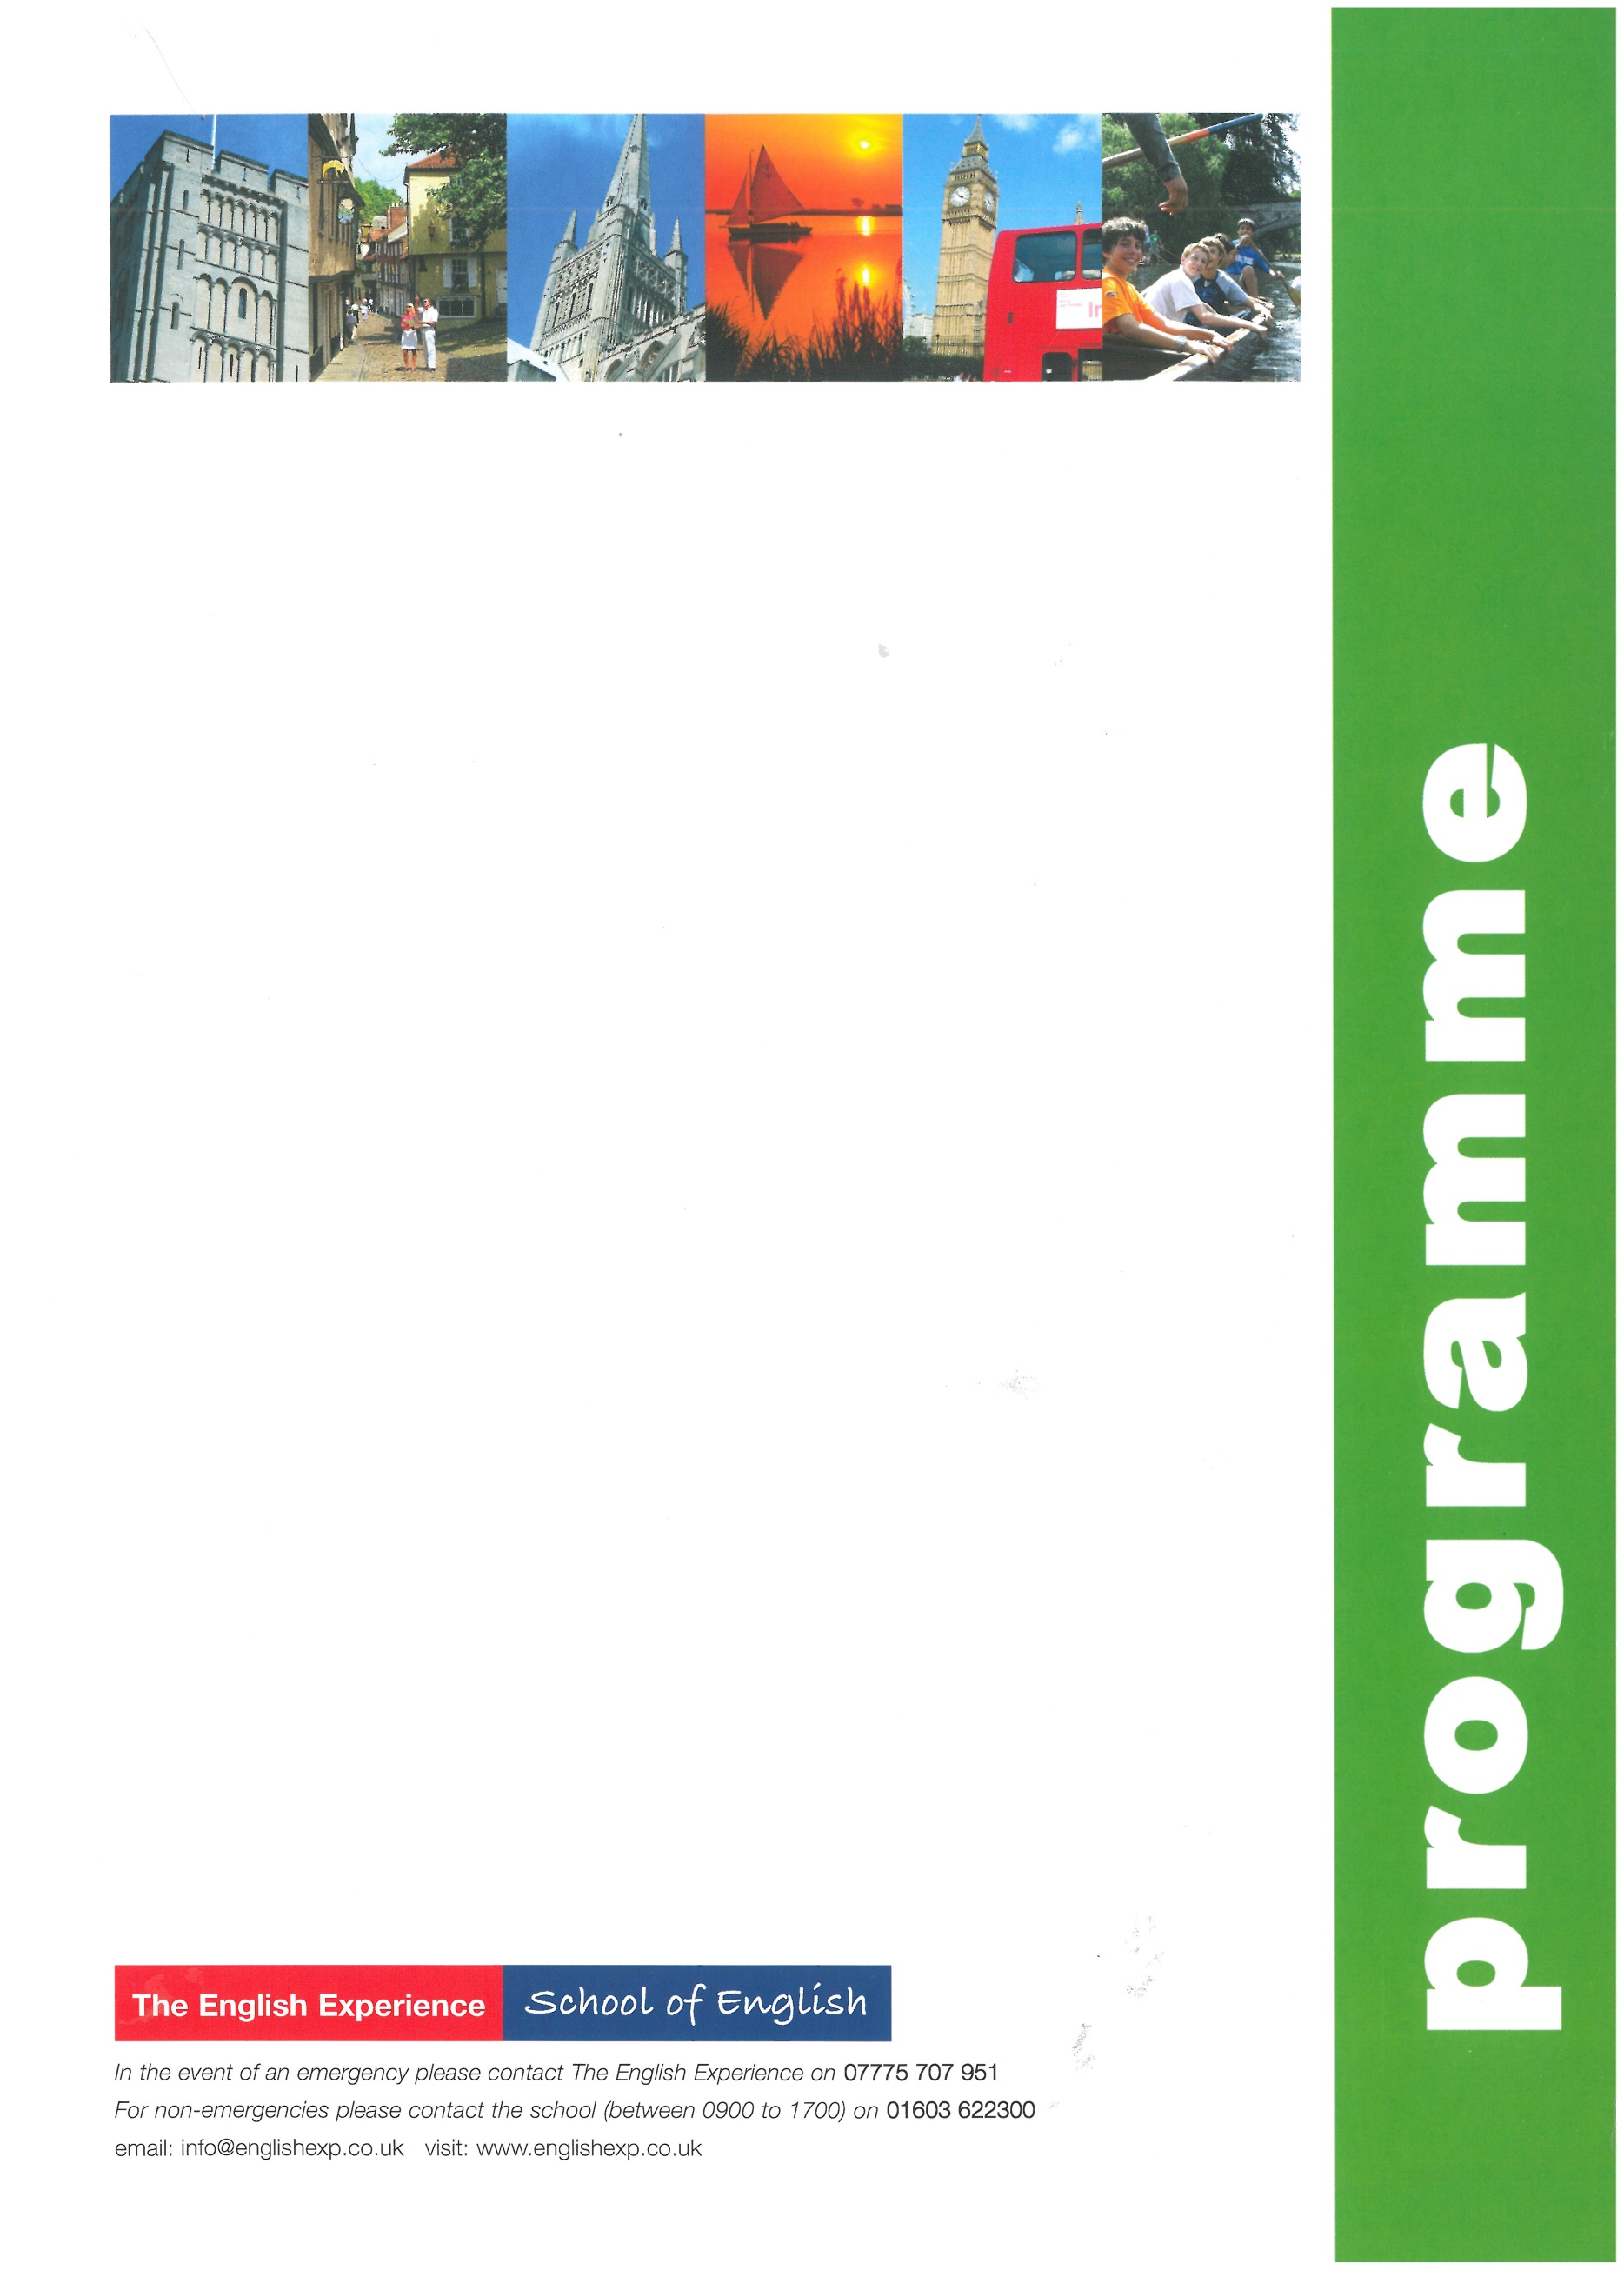 programme
The English Experience School of English
In the event of an emergency please contact The English Experience on 07775 707 951
For non-emergencies please contact the school (between 0900 to 1700) on 01603 622300
email: info@englishexp.co.uk visit: www.englishexp.co.uk